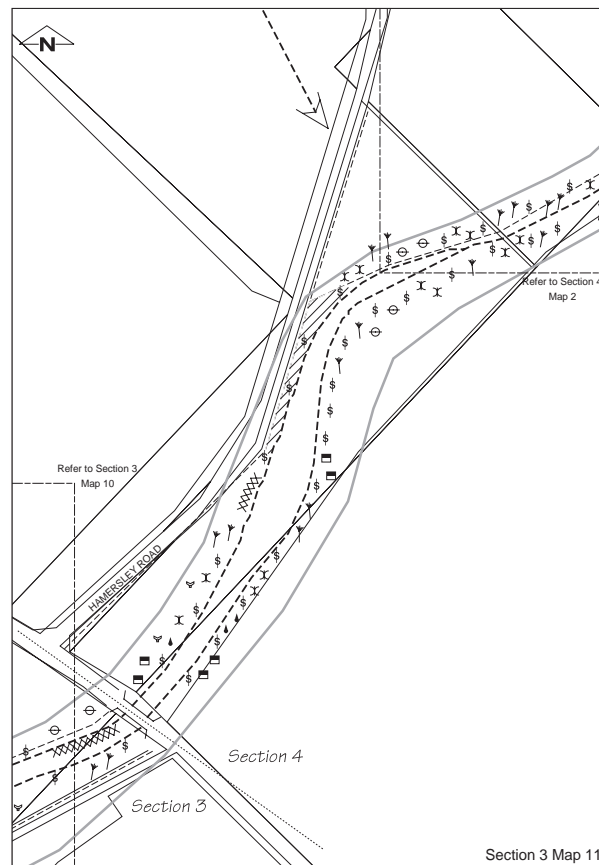 N
Refer to Section 4
Map 2
Refer to Section 3
Map 10
HAMERSLEY ROAD
Section 4
Section 3
Section 3 Map 11